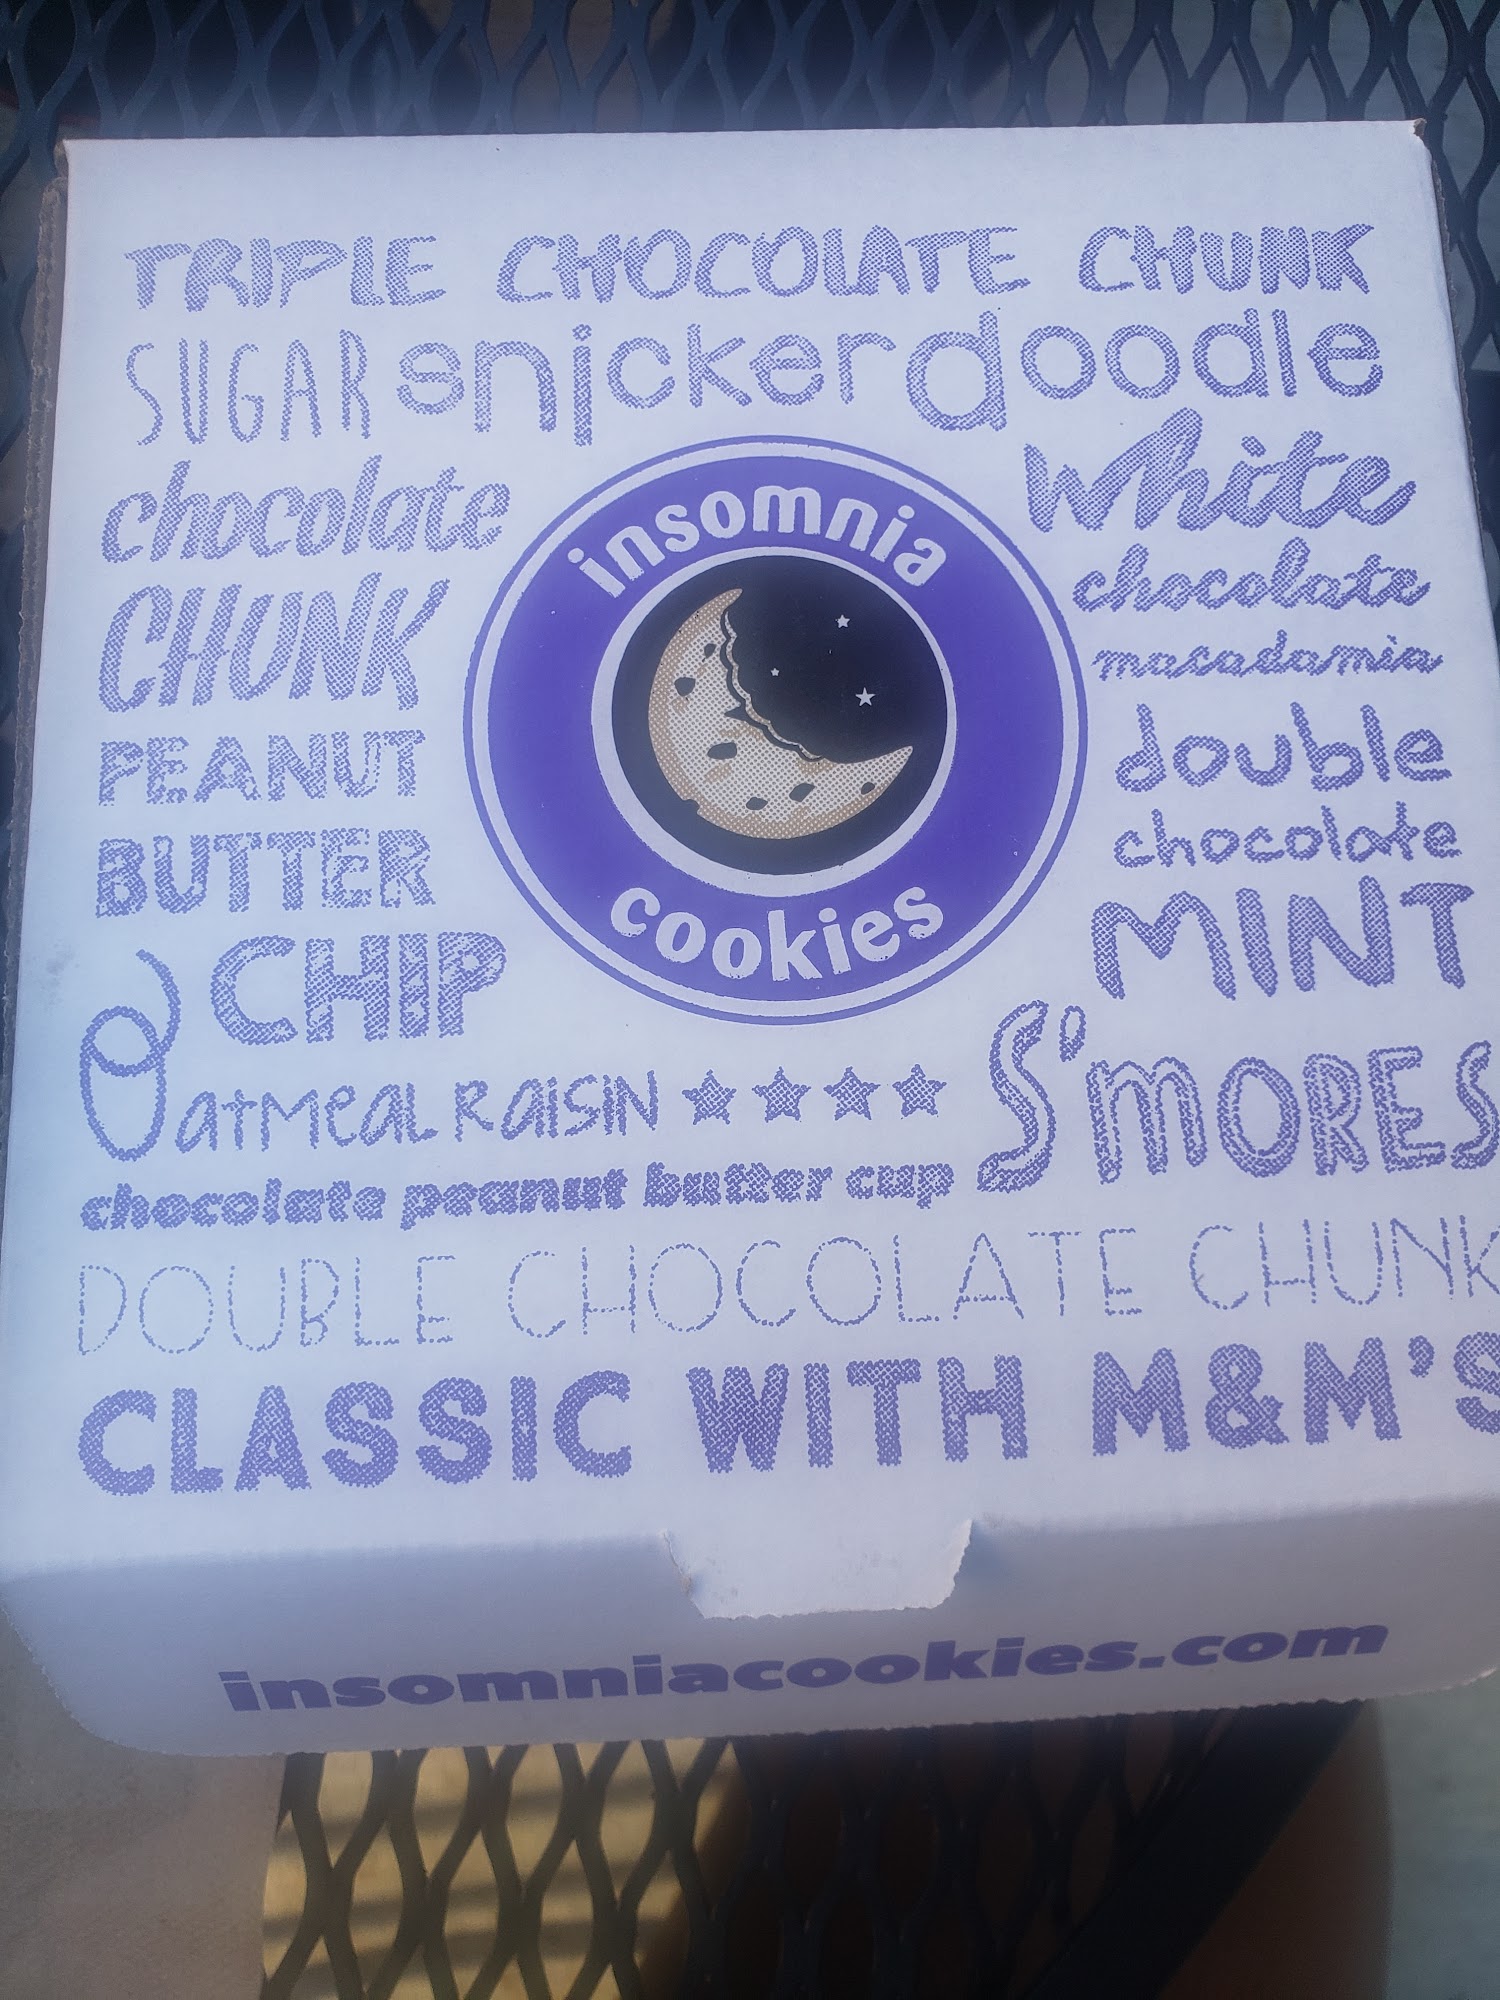 TRIPLE CHOCOLATE CHUNK
SUGAR snickerdoodle
chocolate
CHUNK
PEANUT
BUTTER
CHIP
insomnia
cookies
White
chocolate
macadamia
double
chocolate
MINT
Oatmeal Raisin
S'MORES
chocolate peanut butter cup
DOUBLE CHOCOLATE CHUNK
CLASSIC WITH M&M'S
insomniacookies.com